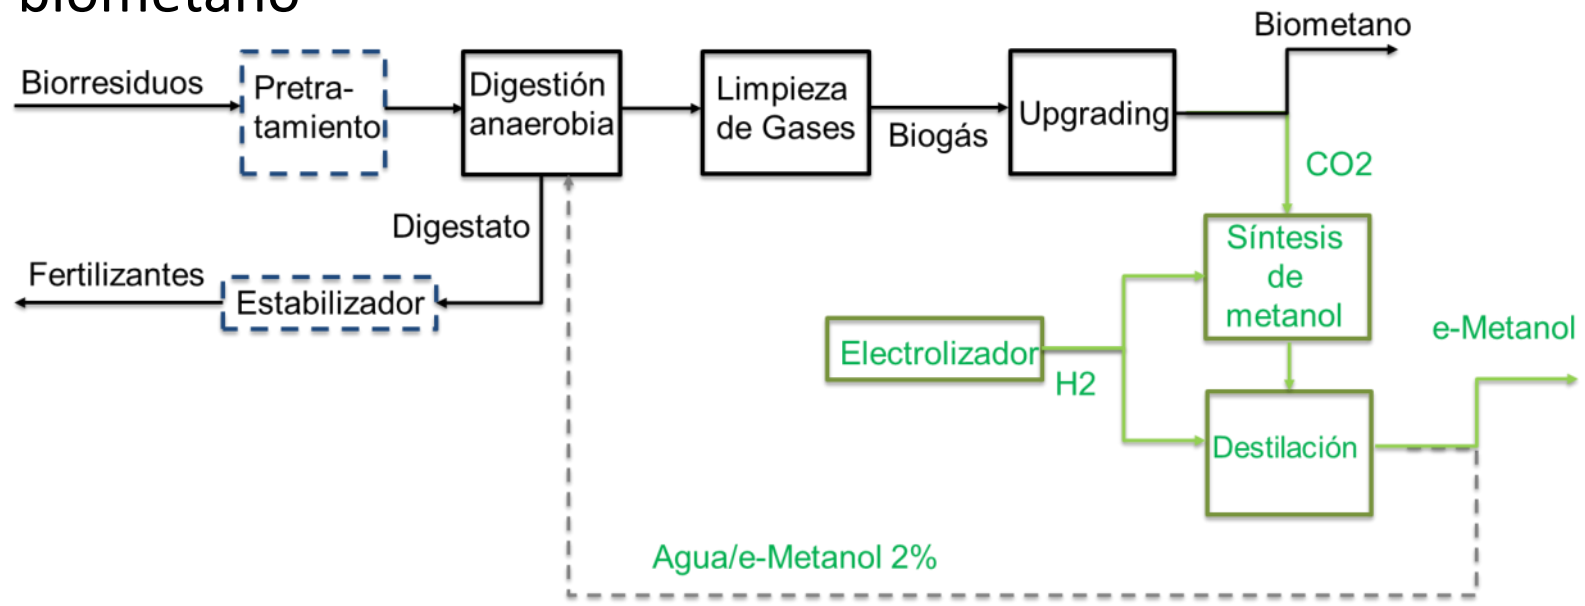 biometano
Biometano
Biorresiduos
Pretra-
tamiento
Digestión
anaerobia
Limpieza
de Gases
Biogás
Upgrading
CO2
Digestato
Síntesis
de
metanol
Fertilizantes
Estabilizador
e-Metanol
Electrolizador
H2
Destilación
Agua/e-Metanol 2%